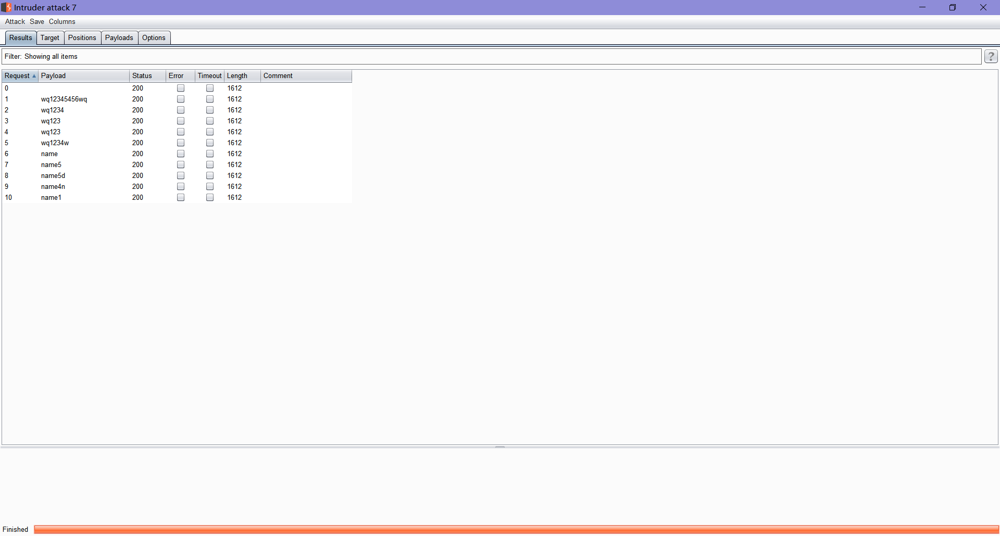 Intruder attack 7
Attack Save Columns
Results Target Positions Payloads Options
Filter: Showing all items ?
Request Payload Status Error Timeout Length Comment
0 200 1612
1 wq12345456wq 200 1612
2 wq1234 200 1612
3 wq123 200 1612
4 wq123 200 1612
5 wq1234w 200 1612
6 name 200 1612
7 name5 200 1612
8 name5d 200 1612
9 name4n 200 1612
10 name1 200 1612
Finished